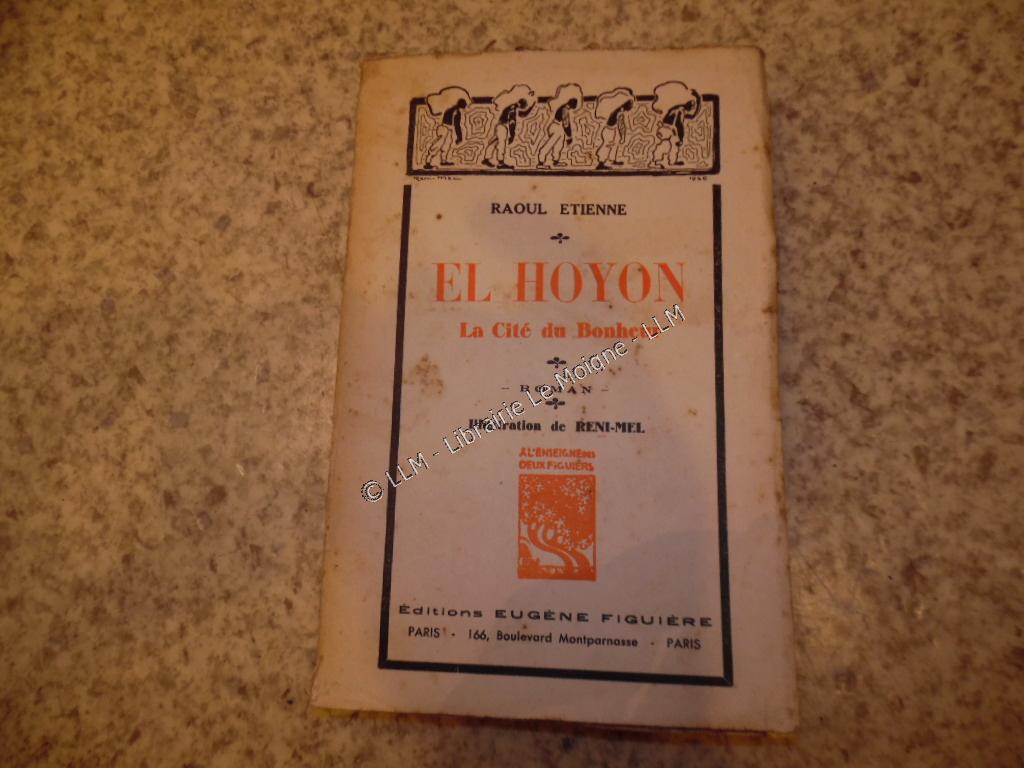 RAOUL ETIENNE
EL HOYON
La Cité du Bonheur
- ROMAN -
Illustration de RENI-MEL
A L'ENSEIGNE DES
DEUX FIGUIERS
Éditions EUGÈNE FIGUIÈRE
PARIS - 166, Boulevard Montparnasse - PARIS
© LLM - Librairie Le Moigne - LLM